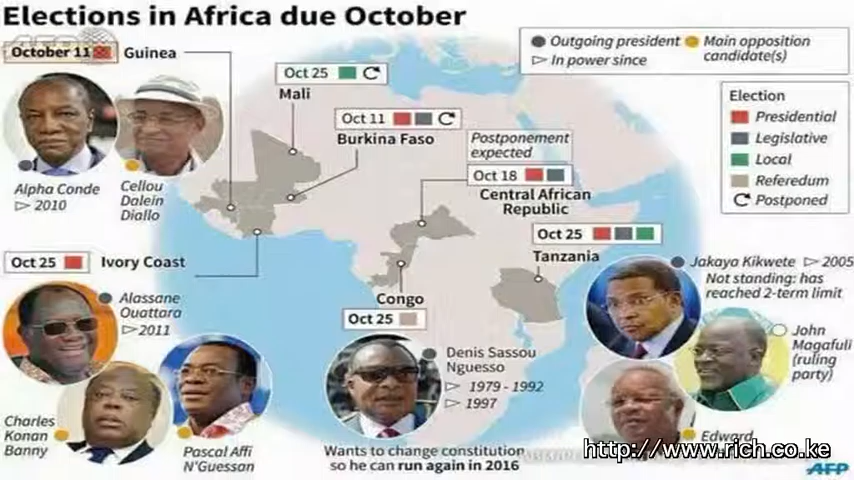 Elections in Africa due October
October 11
Guinea
Outgoing president
Main opposition
candidate(s)
In power since
Oct 25
Mali
Election
Presidential
Legislative
Local
Referedum
Postponed
Oct 11
Burkina Faso
Postponement
expected
Oct 18
Central African
Republic
Alpha Conde
2010
Cellou
Dalein
Diallo
Oct 25
Tanzania
Oct 25
Ivory Coast
Jakaya Kikwete
2005
Not standing: has
reached 2-term limit
Congo
Oct 25
Alassane
Ouattara
2011
John
Magafuli
(ruling
party)
Denis Sassou
Nguesso
1979 - 1992
1997
Charles
Konan
Banny
Pascal Affi
N'Guessan
Wants to change constitution
so he can run again in 2016
Edward
http://www.rich.co.ke
AFP